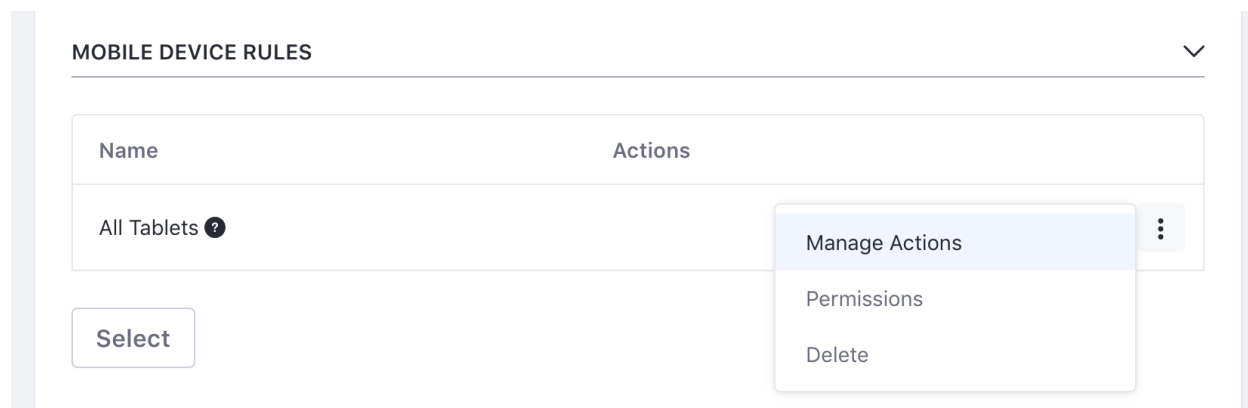 MOBILE DEVICE RULES
Name Actions
All Tablets ?
Manage Actions
Permissions
Select
Delete